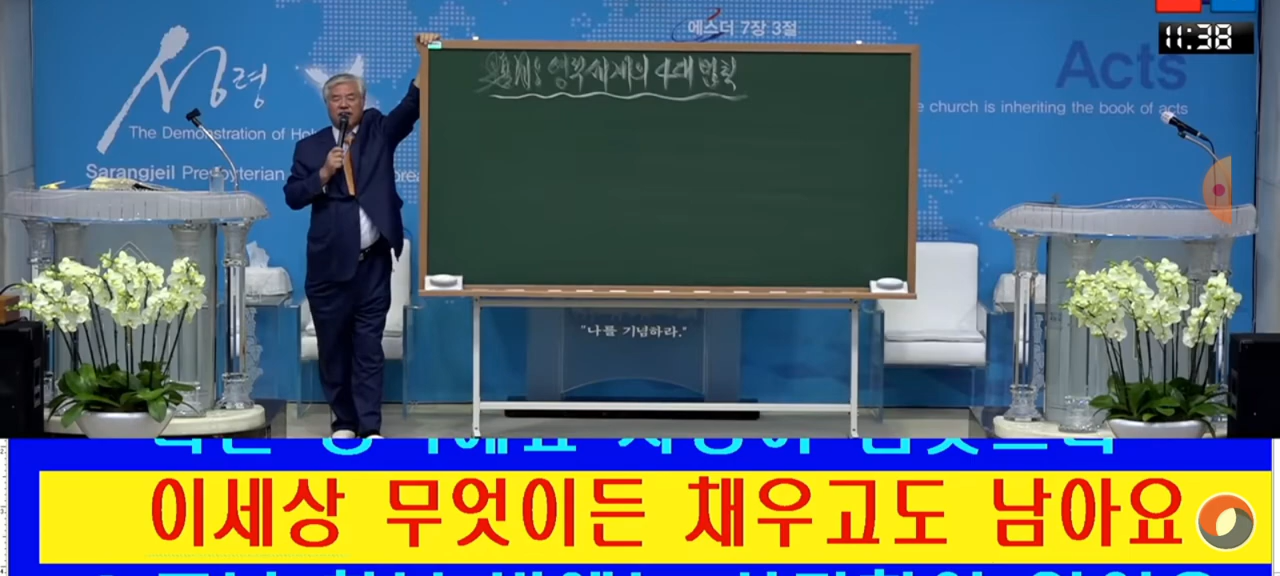 에스더 7장 3절
11:38
성령
Acts
영적세계의 4대 법칙
The Demonstration of
e church is inheriting the book of acts
Sarangjeil Presbyterian
"나를 기념하라."
이세상 무엇이든 채우고도 남아요